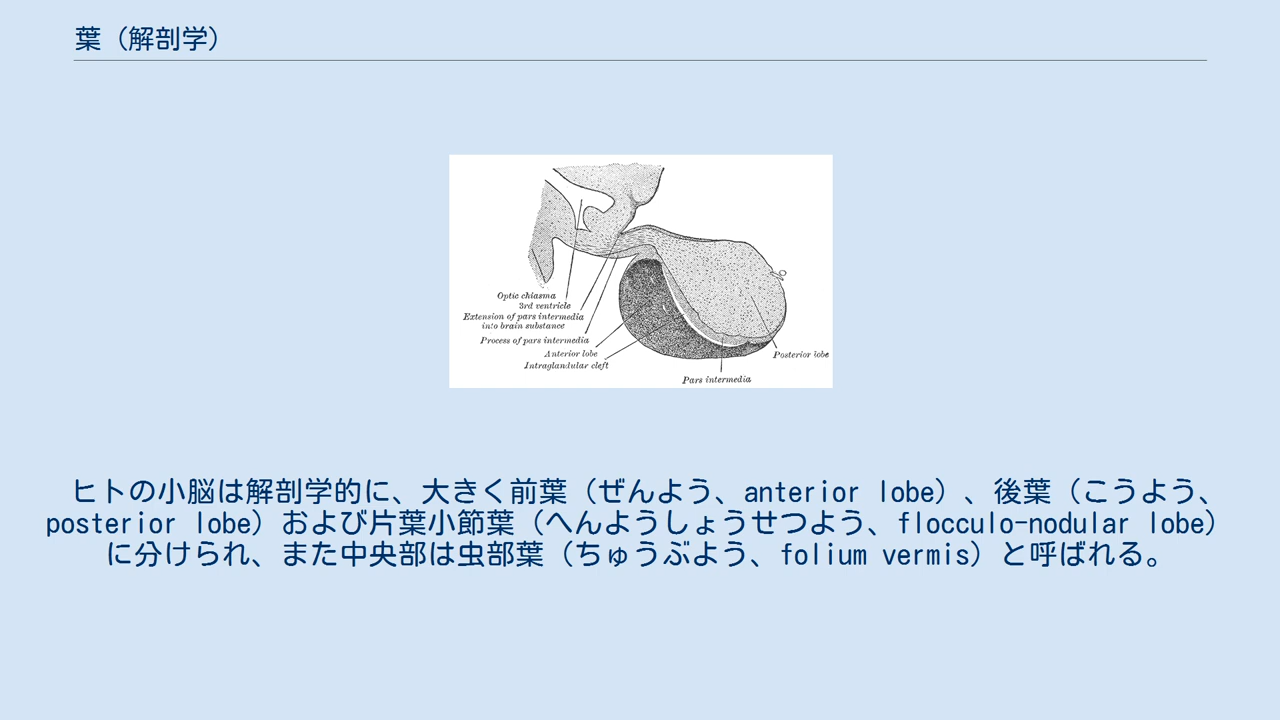 葉（解剖学）
Optic chiasma
3rd ventricle
Extension of pars intermedia
into brain substance
Process of pars intermedia
Anterior lobe
Intraglandular cleft
Posterior lobe
Pars intermedia
ヒトの小脳は解剖学的に、大きく前葉（ぜんよう、anterior lobe）、後葉（こうよう、
posterior lobe）および片葉小節葉（へんようしょうせつよう、flocculo-nodular lobe）
に分けられ、また中央部は虫部葉（ちゅうぶよう、folium vermis）と呼ばれる。